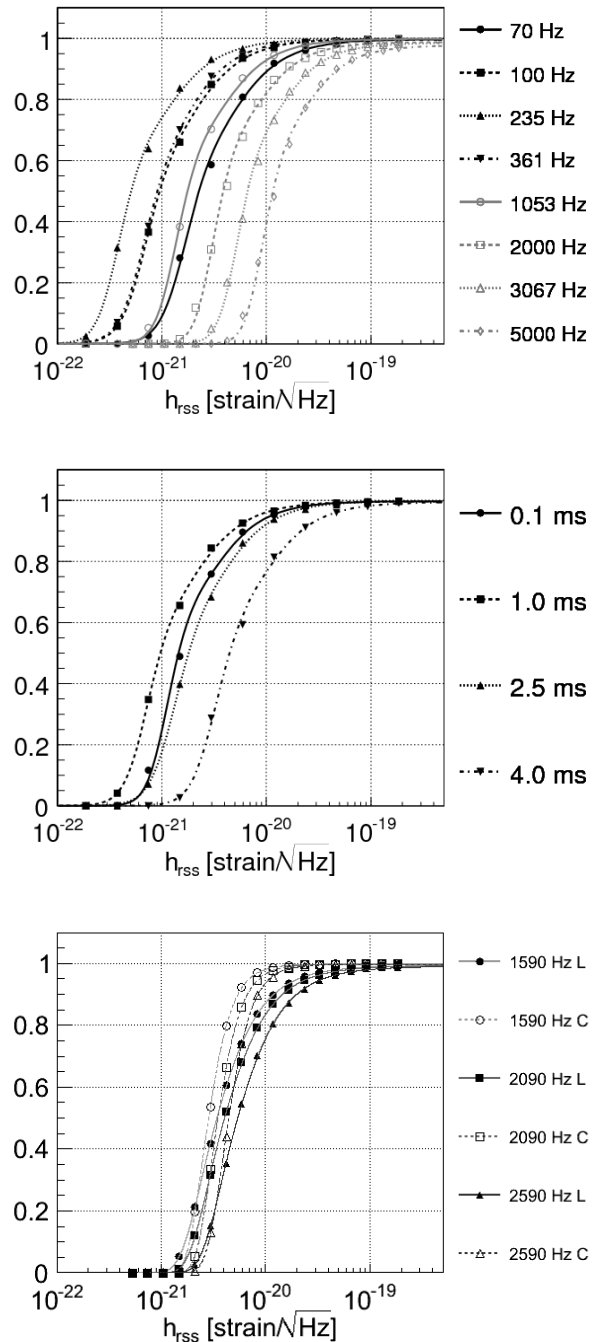 1
0.8
0.6
0.4
0.2
0
10⁻²² 10⁻²¹ 10⁻²⁰ 10⁻¹⁹
h_rss [strain/√Hz]
70 Hz
100 Hz
235 Hz
361 Hz
1053 Hz
2000 Hz
3067 Hz
5000 Hz
1
0.8
0.6
0.4
0.2
0
10⁻²² 10⁻²¹ 10⁻²⁰ 10⁻¹⁹
h_rss [strain/√Hz]
0.1 ms
1.0 ms
2.5 ms
4.0 ms
1
0.8
0.6
0.4
0.2
0
10⁻²² 10⁻²¹ 10⁻²⁰ 10⁻¹⁹
h_rss [strain/√Hz]
1590 Hz L
1590 Hz C
2090 Hz L
2090 Hz C
2590 Hz L
2590 Hz C